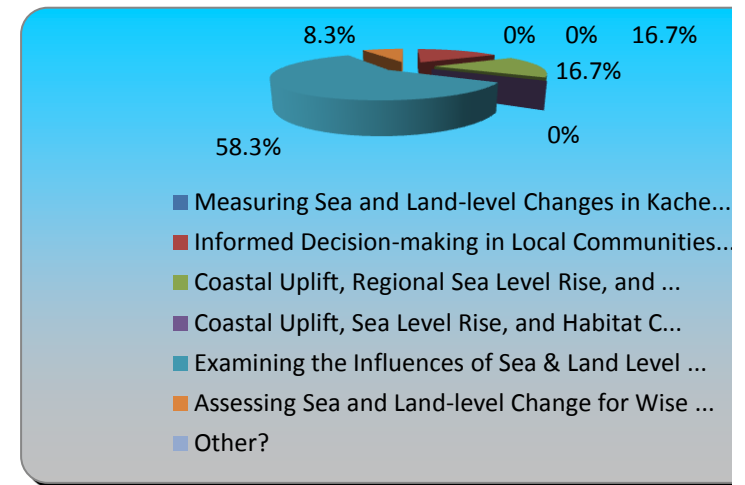 8.3% 0% 0% 16.7%
16.7%
0%
58.3%
Measuring Sea and Land-level Changes in Kache...
Informed Decision-making in Local Communities...
Coastal Uplift, Regional Sea Level Rise, and ...
Coastal Uplift, Sea Level Rise, and Habitat C...
Examining the Influences of Sea & Land Level ...
Assessing Sea and Land-level Change for Wise ...
Other?